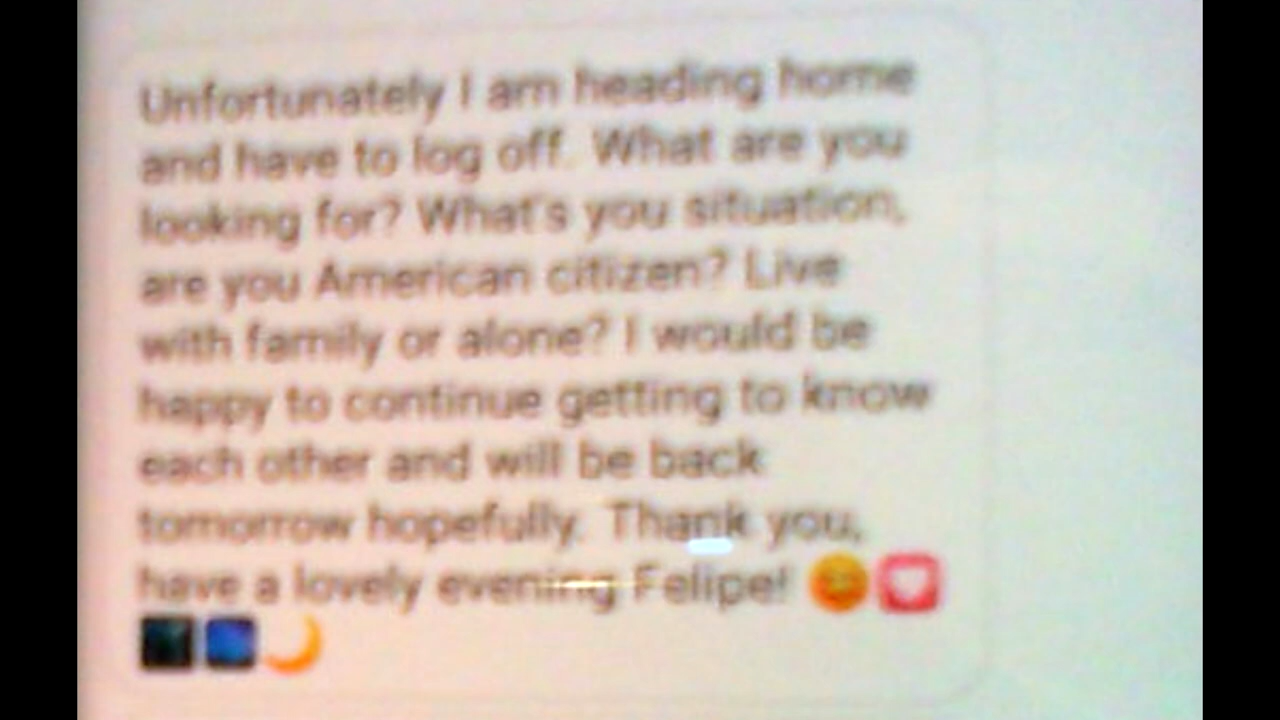 Unfortunately I am heading home
and have to log off. What are you
looking for? What's you situation,
are you American citizen? Live
with family or alone? I would be
happy to continue getting to know
each other and will be back
tomorrow hopefully. Thank you,
have a lovely evening Felipe!